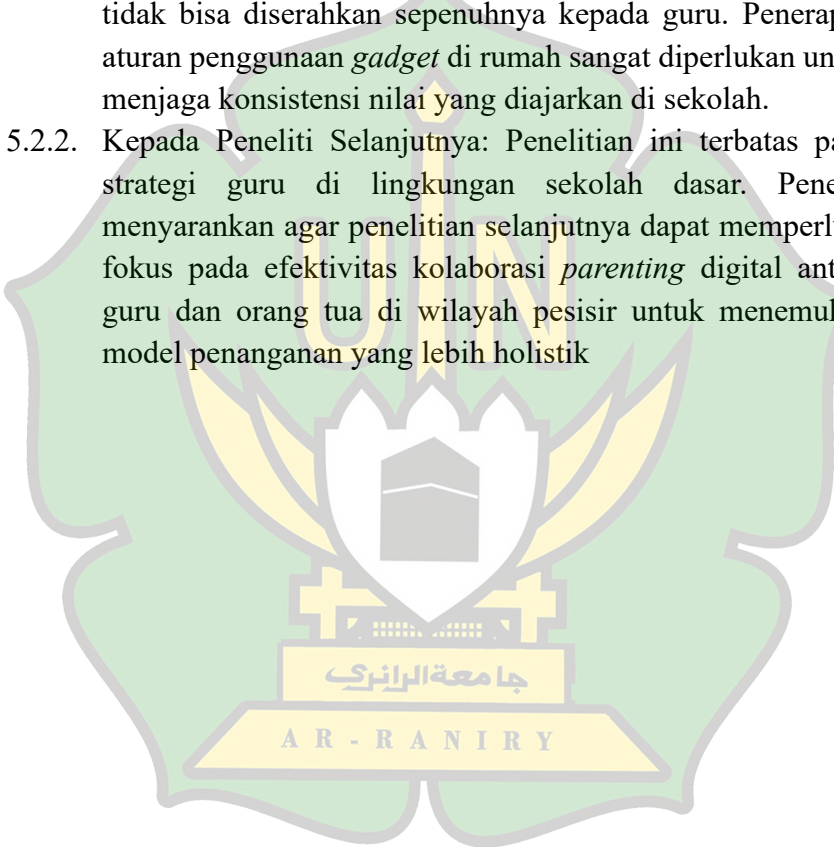 tidak bisa diserahkan sepenuhnya kepada guru. Penerap
aturan penggunaan gadget di rumah sangat diperlukan un
menjaga konsistensi nilai yang diajarkan di sekolah.
5.2.2. Kepada Peneliti Selanjutnya: Penelitian ini terbatas pa
strategi guru di lingkungan sekolah dasar. Pene
menyarankan agar penelitian selanjutnya dapat memperlu
fokus pada efektivitas kolaborasi parenting digital ant
guru dan orang tua di wilayah pesisir untuk menemul
model penanganan yang lebih holistik
UIN
جامعة الرانري
AR-RANIRY